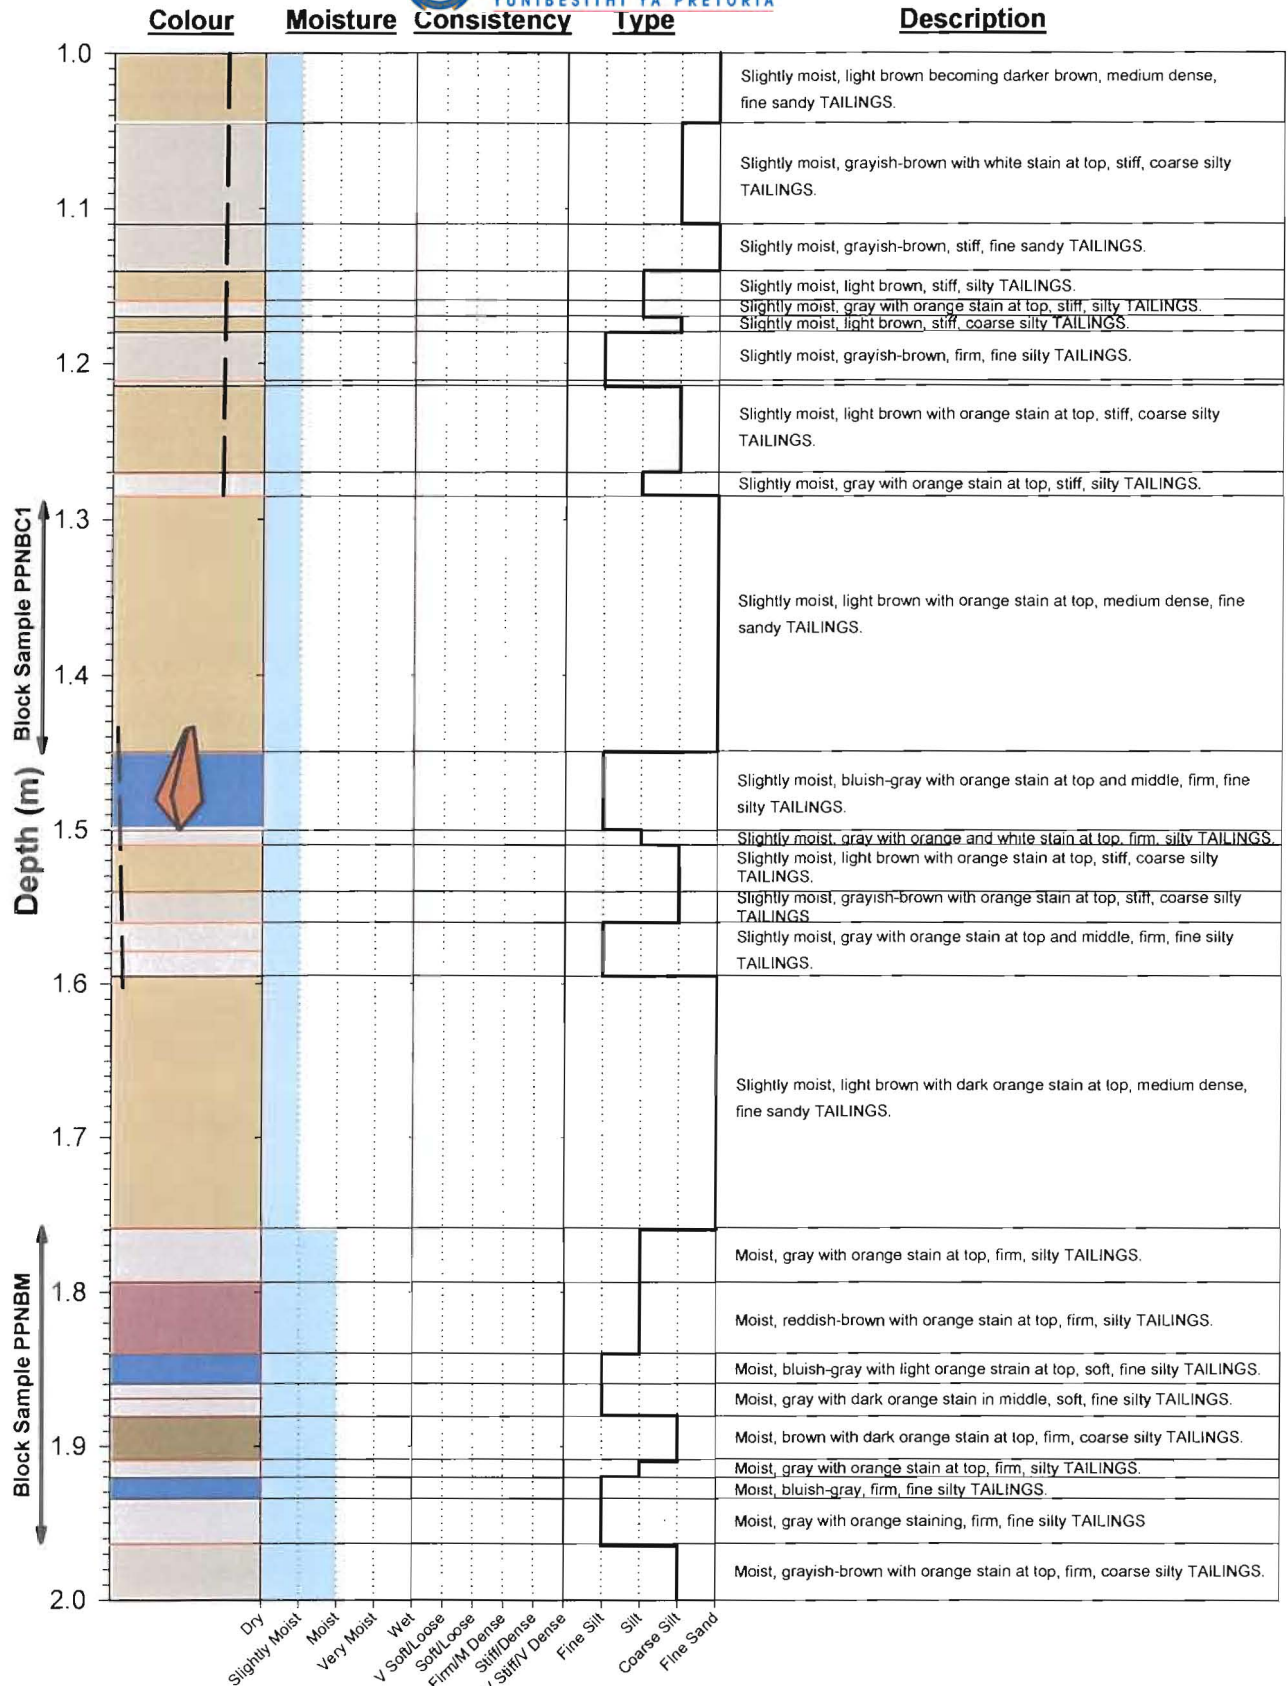 YUNIBESITHI YA PRETORIA
Colour Moisture Consistency Type Description
1.0
Slightly moist, light brown becoming darker brown, medium dense,
fine sandy TAILINGS.
Slightly moist, grayish-brown with white stain at top, stiff, coarse silty
TAILINGS.
1.1
Slightly moist, grayish-brown, stiff, fine sandy TAILINGS.
Slightly moist, light brown, stiff, silty TAILINGS.
Slightly moist, gray with orange stain at top, stiff, silty TAILINGS.
Slightly moist, light brown, stiff, coarse silty TAILINGS.
1.2
Slightly moist, grayish-brown, firm, fine silty TAILINGS.
Slightly moist, light brown with orange stain at top, stiff, coarse silty
TAILINGS.
Slightly moist, gray with orange stain at top, stiff, silty TAILINGS.
1.3
Block Sample PPNBC1
Slightly moist, light brown with orange stain at top, medium dense, fine
sandy TAILINGS.
1.4
Depth (m)
Slightly moist, bluish-gray with orange stain at top and middle, firm, fine
silty TAILINGS.
1.5
Slightly moist, gray with orange and white stain at top, firm, silty TAILINGS.
Slightly moist, light brown with orange stain at top, stiff, coarse silty
TAILINGS.
Slightly moist, grayish-brown with orange stain at top, stiff, coarse silty
TAILINGS
Slightly moist, gray with orange stain at top and middle, firm, fine silty
TAILINGS.
1.6
Slightly moist, light brown with dark orange stain at top, medium dense,
fine sandy TAILINGS.
1.7
Block Sample PPNBM
Moist, gray with orange stain at top, firm, silty TAILINGS.
1.8
Moist, reddish-brown with orange stain at top, firm, silty TAILINGS.
Moist, bluish-gray with light orange strain at top, soft, fine silty TAILINGS.
Moist, gray with dark orange stain in middle, soft, fine silty TAILINGS.
1.9
Moist, brown with dark orange stain at top, firm, coarse silty TAILINGS.
Moist, gray with orange stain at top, firm, silty TAILINGS.
Moist, bluish-gray, firm, fine silty TAILINGS.
Moist, gray with orange staining, firm, fine silty TAILINGS
Moist, grayish-brown with orange stain at top, firm, coarse silty TAILINGS.
2.0
Dry
Slightly Moist
Moist
Very Moist
Wet
V Soft/Loose
Soft/Loose
Firm/M Dense
Stiff/Dense
V Stiff/V Dense
Fine Silt
Silt
Coarse Silt
Fine Sand